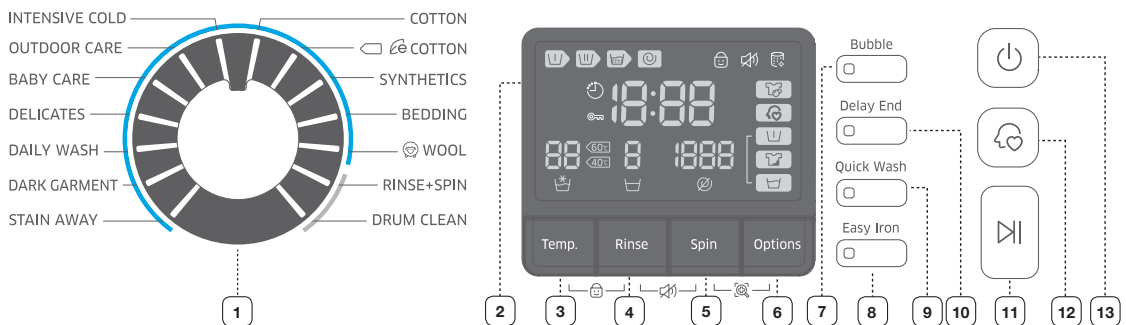 INTENSIVE COLD
OUTDOOR CARE
BABY CARE
DELICATES
DAILY WASH
DARK GARMENT
STAIN AWAY
COTTON
e COTTON
SYNTHETICS
BEDDING
WOOL
RINSE+SPIN
DRUM CLEAN
1
18:88
88 60℃ 8 1888
40℃
Temp. Rinse Spin Options
Bubble
Delay End
Quick Wash
Easy Iron
2 3 4 5 6 7 8 9 10 11 12 13